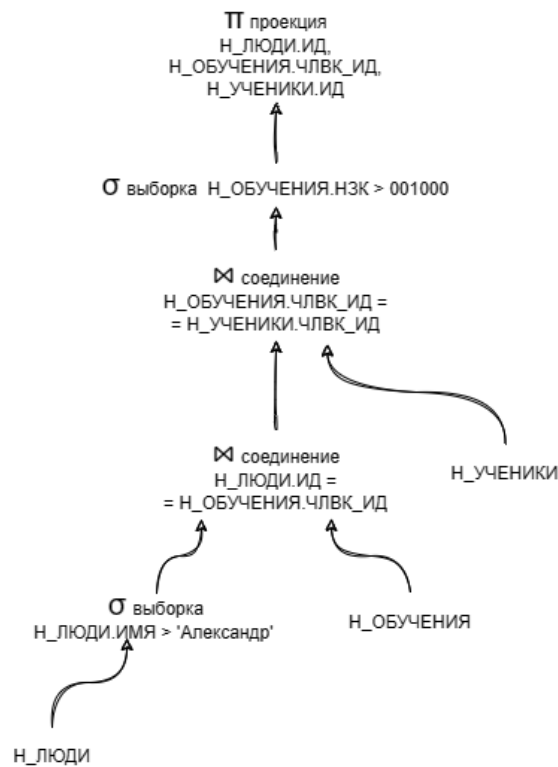 π проекция
Н_ЛЮДИ.ИД,
Н_ОБУЧЕНИЯ.ЧЛВК_ИД,
Н_УЧЕНИКИ.ИД
σ выборка Н_ОБУЧЕНИЯ.НЗК > 001000
⋈ соединение
Н_ОБУЧЕНИЯ.ЧЛВК_ИД =
= Н_УЧЕНИКИ.ЧЛВК_ИД
⋈ соединение
Н_ЛЮДИ.ИД =
= Н_ОБУЧЕНИЯ.ЧЛВК_ИД
Н_УЧЕНИКИ
σ выборка
Н_ЛЮДИ.ИМЯ > 'Александр'
Н_ОБУЧЕНИЯ
Н_ЛЮДИ